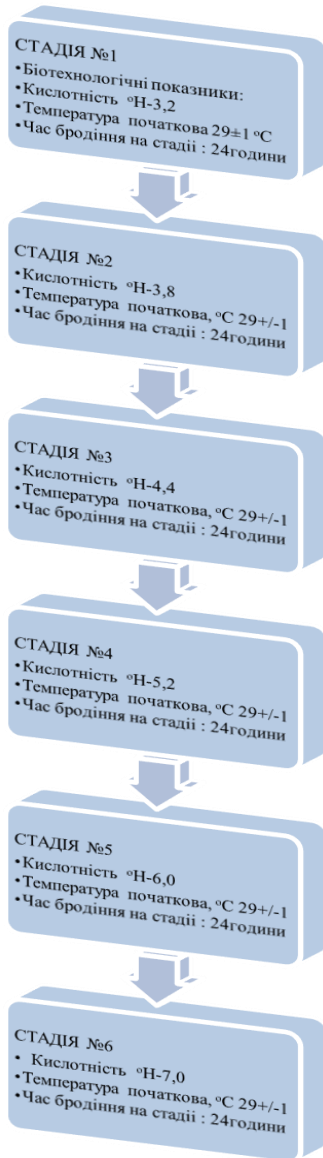 СТАДІЯ №1
•Біотехнологічні показники:
•Кислотність ᵒН-3,2
•Температура початкова 29±1 ᵒС
•Час бродіння на стадії : 24години
СТАДІЯ №2
•Кислотність ᵒН-3,8
•Температура початкова, ᵒС 29+/-1
•Час бродіння на стадії : 24години
СТАДІЯ №3
•Кислотність ᵒН-4,4
•Температура початкова, ᵒС 29+/-1
•Час бродіння на стадії : 24години
СТАДІЯ №4
•Кислотність ᵒН-5,2
•Температура початкова, ᵒС 29+/-1
•Час бродіння на стадії : 24години
СТАДІЯ №5
•Кислотність ᵒН-6,0
•Температура початкова, ᵒС 29+/-1
•Час бродіння на стадії : 24години
СТАДІЯ №6
• Кислотність ᵒН-7,0
•Температура початкова, ᵒС 29+/-1
•Час бродіння на стадії : 24години